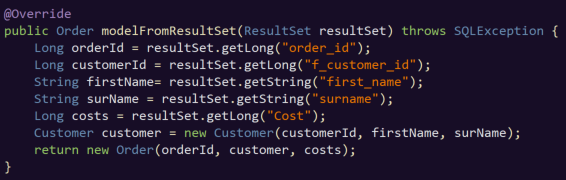 @Override
public Order modelFromResultSet(ResultSet resultSet) throws SQLException {
    Long orderId = resultSet.getLong("order_id");
    Long customerId = resultSet.getLong("f_customer_id");
    String firstName= resultSet.getString("first_name");
    String surName = resultSet.getString("surname");
    Long costs = resultSet.getLong("Cost");
    Customer customer = new Customer(customerId, firstName, surName);
    return new Order(orderId, customer, costs);
}